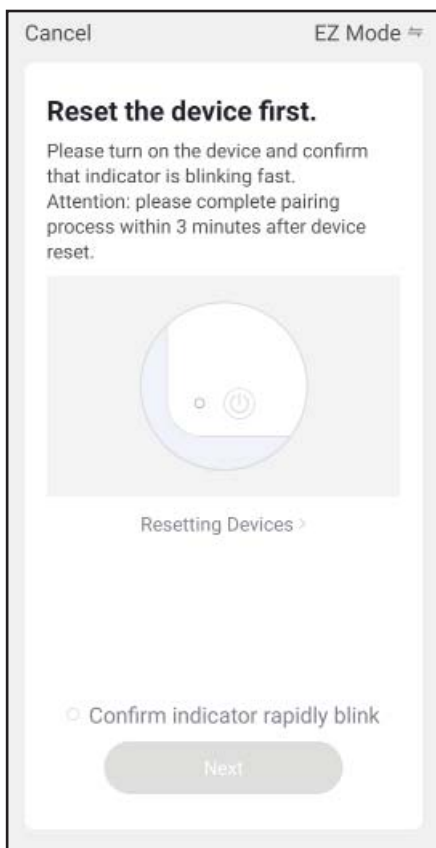 Cancel
EZ Mode ⇋
Reset the device first.
Please turn on the device and confirm
that indicator is blinking fast.
Attention: please complete pairing
process within 3 minutes after device
reset.
Resetting Devices >
Confirm indicator rapidly blink
Next